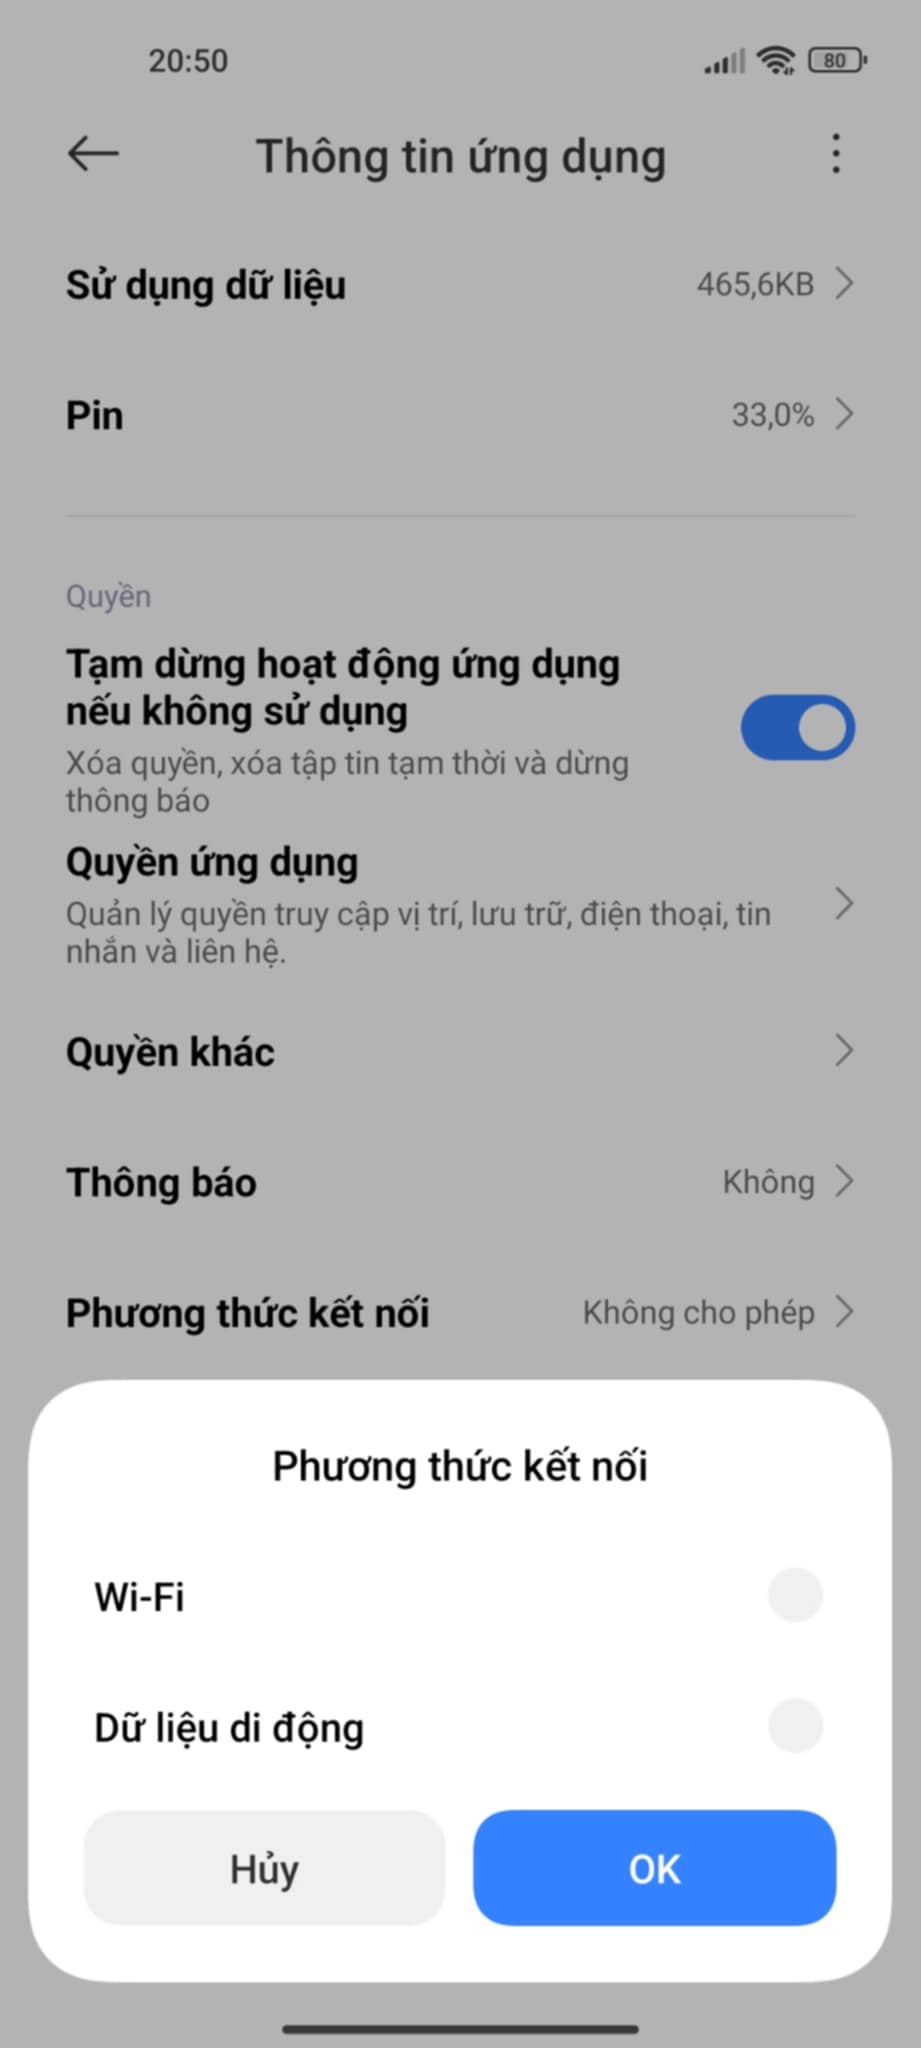 20:50
80
Thông tin ứng dụng
Sử dụng dữ liệu 465,6KB
Pin 33,0%
Quyền
Tạm dừng hoạt động ứng dụng
nếu không sử dụng
Xóa quyền, xóa tập tin tạm thời và dừng
thông báo
Quyền ứng dụng
Quản lý quyền truy cập vị trí, lưu trữ, điện thoại, tin
nhắn và liên hệ.
Quyền khác
Thông báo Không
Phương thức kết nối Không cho phép
Phương thức kết nối
Wi-Fi
Dữ liệu di động
Hủy OK